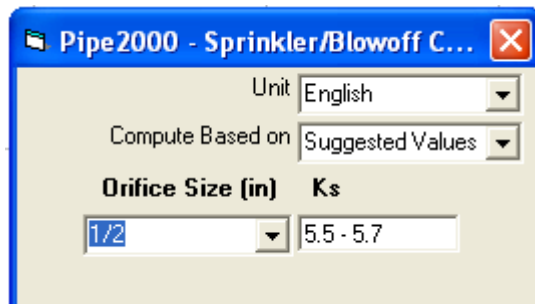 Pipe2000 - Sprinkler/Blowoff C...
Unit English
Compute Based on Suggested Values
Orifice Size (in) Ks
1/2 5.5 - 5.7